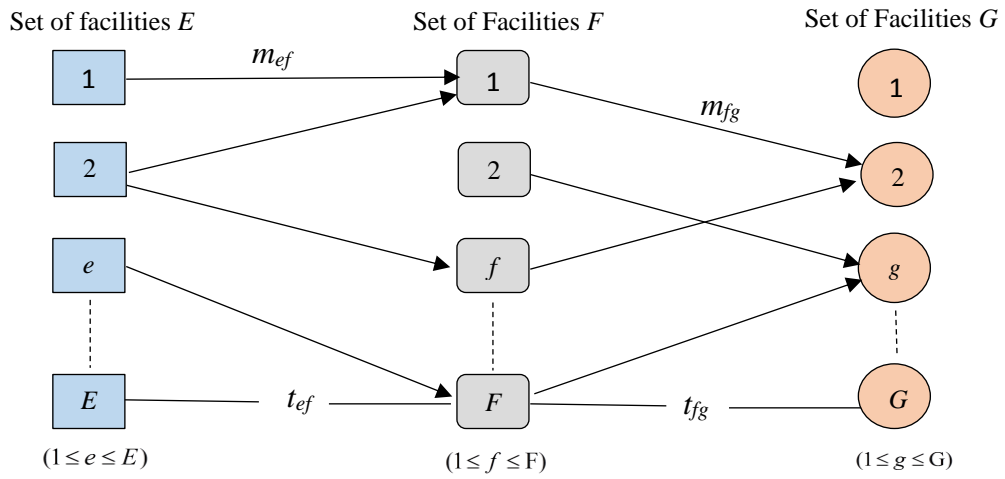 Set of facilities E
Set of Facilities F
Set of Facilities G
1
m_ef
1
m_fg
1
2
2
2
e
f
g
E
t_ef
F
t_fg
G
(1 ≤ e ≤ E)
(1 ≤ f ≤ F)
(1 ≤ g ≤ G)